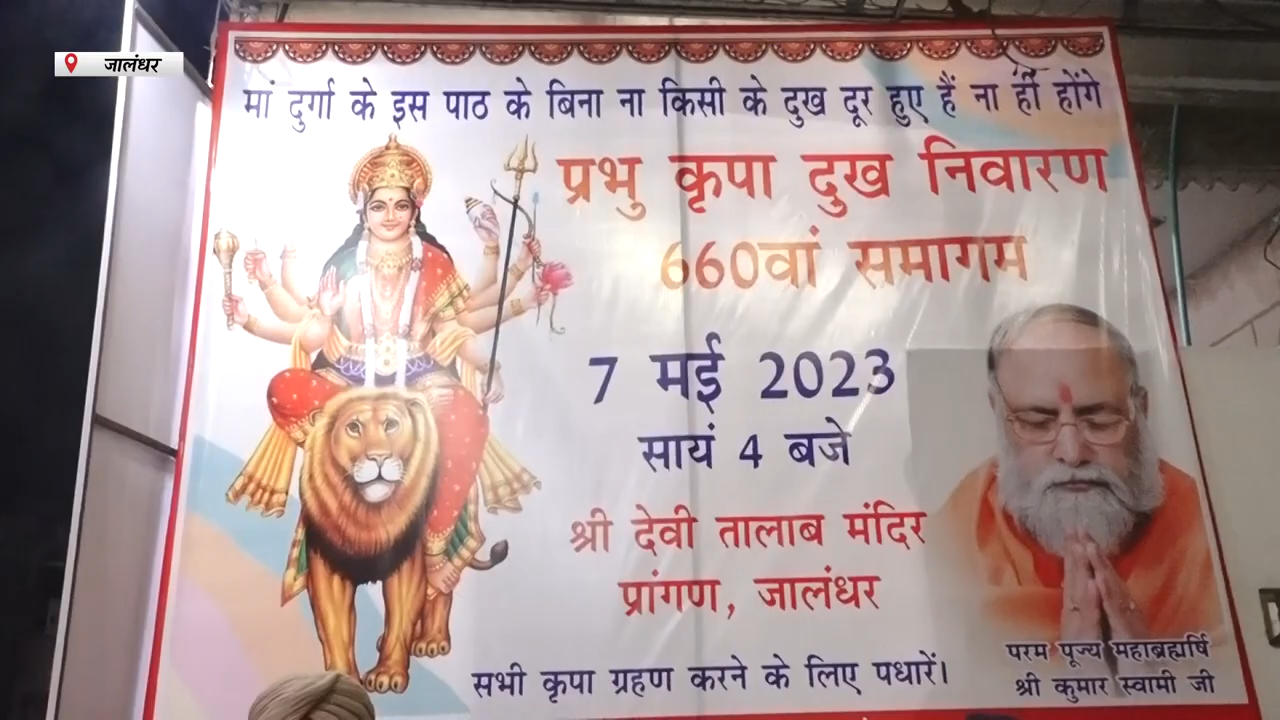 जालंधर
मां दुर्गा के इस पाठ के बिना ना किसी के दुख दूर हुए हैं ना ही होंगे
प्रभु कृपा दुख निवारण
660वां समागम
7 मई 2023
सायं 4 बजे
श्री देवी तालाब मंदिर
प्रांगण, जालंधर
सभी कृपा ग्रहण करने के लिए पधारें।
परम पूज्य महाब्रह्मर्षि
श्री कुमार स्वामी जी